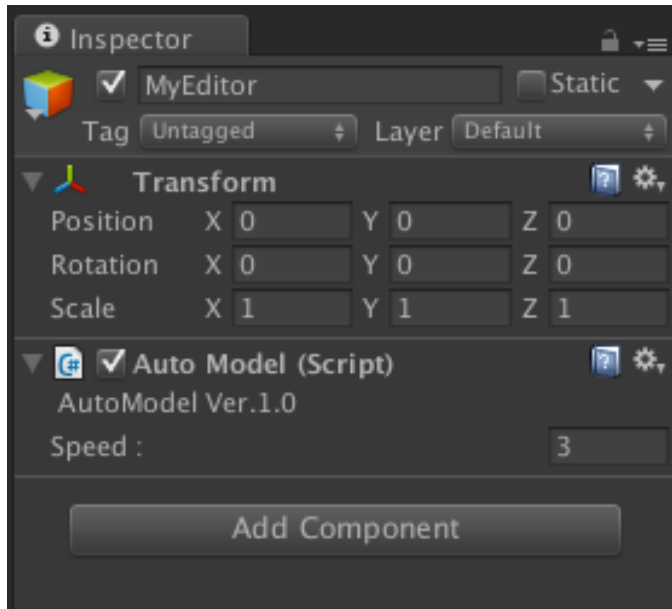 Inspector
MyEditor Static
Tag Untagged Layer Default
Transform
Position X 0 Y 0 Z 0
Rotation X 0 Y 0 Z 0
Scale X 1 Y 1 Z 1
C# Auto Model (Script)
AutoModel Ver.1.0
Speed : 3
Add Component